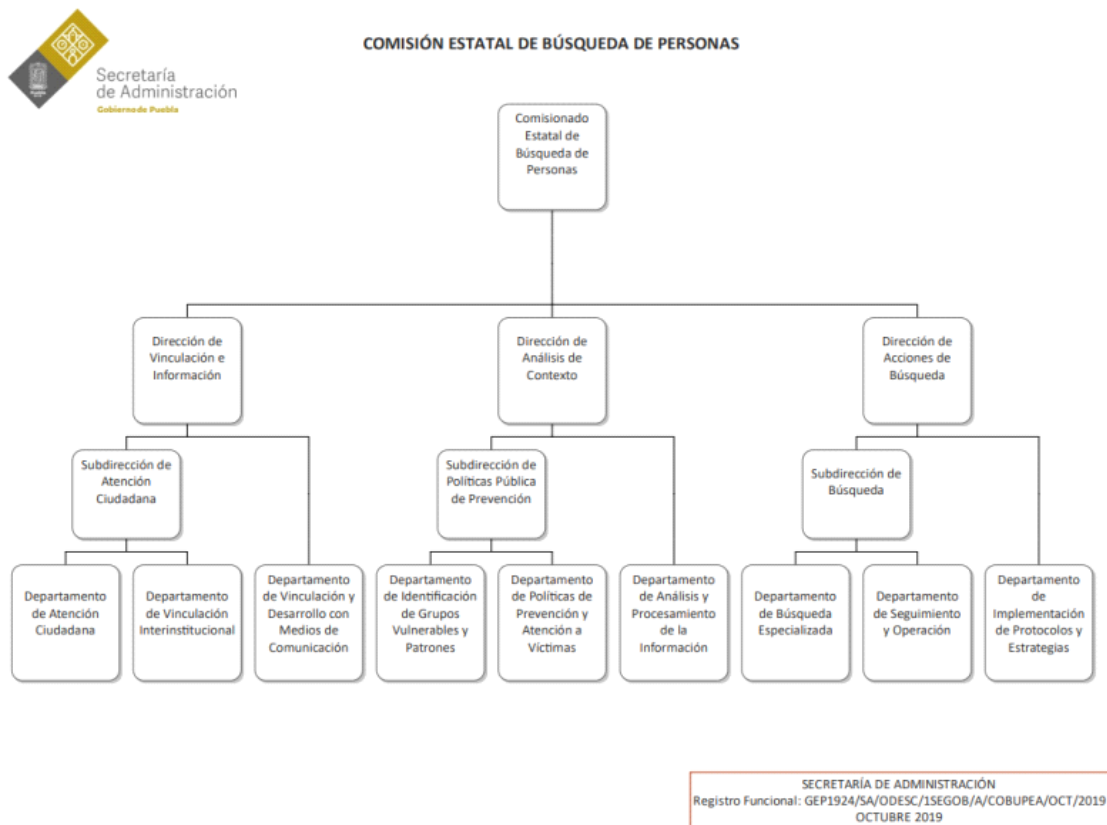 COMISIÓN ESTATAL DE BÚSQUEDA DE PERSONAS
Secretaría
de Administración
Gobierno de Puebla
Comisionado
Estatal de
Búsqueda de
Personas
Dirección de
Vinculación e
Información
Dirección de
Análisis de
Contexto
Dirección de
Acciones de
Búsqueda
Subdirección de
Atención
Ciudadana
Subdirección de
Políticas Pública
de Prevención
Subdirección de
Búsqueda
Departamento
de Atención
Ciudadana
Departamento
de Vinculación
Interinstitucional
Departamento
de Vinculación y
Desarrollo con
Medios de
Comunicación
Departamento
de Identificación
de Grupos
Vulnerables y
Patrones
Departamento
de Políticas de
Prevención y
Atención a
Víctimas
Departamento
de Análisis y
Procesamiento
de la
Información
Departamento
de Búsqueda
Especializada
Departamento
de Seguimiento
y Operación
Departamento
de
Implementación
de Protocolos y
Estrategias
SECRETARÍA DE ADMINISTRACIÓN
Registro Funcional: GEP1924/SA/ODESC/1SEGOB/A/COBUPEA/OCT/2019
OCTUBRE 2019